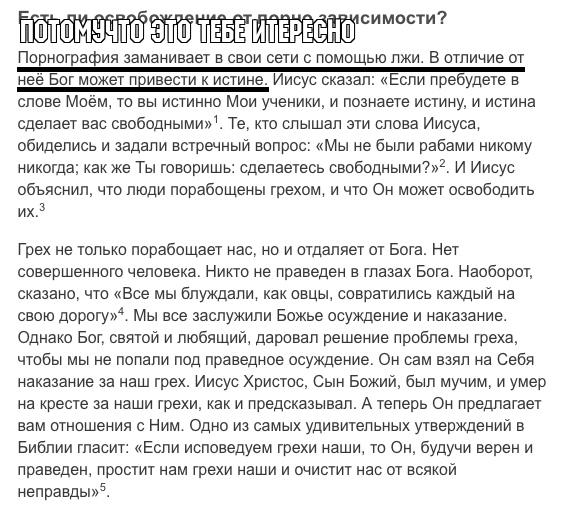 Есть ли освобождение от порно-зависимости?
ПОТОМУЧТО ЭТО ТЕБЕ ИТЕРЕСНО
Порнография заманивает в свои сети с помощью лжи. В отличие от
неё Бог может привести к истине. Иисус сказал: «Если пребудете в
слове Моём, то вы истинно Мои ученики, и познаете истину, и истина
сделает вас свободными»¹. Те, кто слышал эти слова Иисуса,
обиделись и задали встречный вопрос: «Мы не были рабами никому
никогда; как же Ты говоришь: сделаетесь свободными?»². И Иисус
объяснил, что люди порабощены грехом, и что Он может освободить
их.³
Грех не только порабощает нас, но и отдаляет от Бога. Нет
совершенного человека. Никто не праведен в глазах Бога. Наоборот,
сказано, что «Все мы блуждали, как овцы, совратились каждый на
свою дорогу»⁴. Мы все заслужили Божье осуждение и наказание.
Однако Бог, святой и любящий, даровал решение проблемы греха,
чтобы мы не попали под праведное осуждение. Он сам взял на Себя
наказание за наш грех. Иисус Христос, Сын Божий, был мучим, и умер
на кресте за наши грехи, как и предсказывал. А теперь Он предлагает
вам отношения с Ним. Одно из самых удивительных утверждений в
Библии гласит: «Если исповедуем грехи наши, то Он, будучи верен и
праведен, простит нам грехи наши и очистит нас от всякой
неправды»⁵.